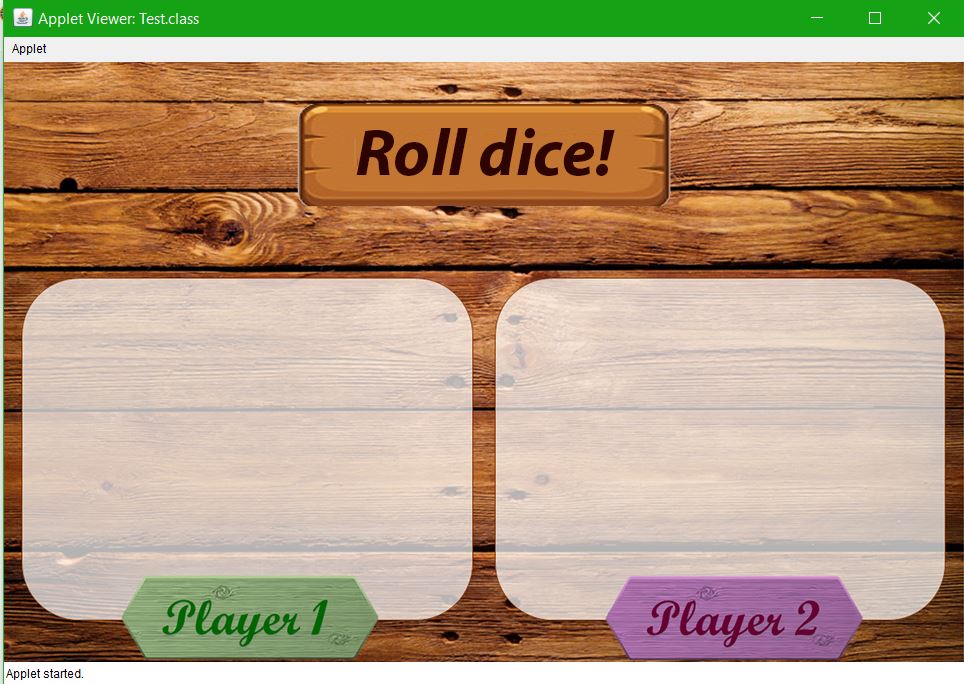 Applet Viewer: Test.class
Applet
Roll dice!
Player 1
Player 2
Applet started.